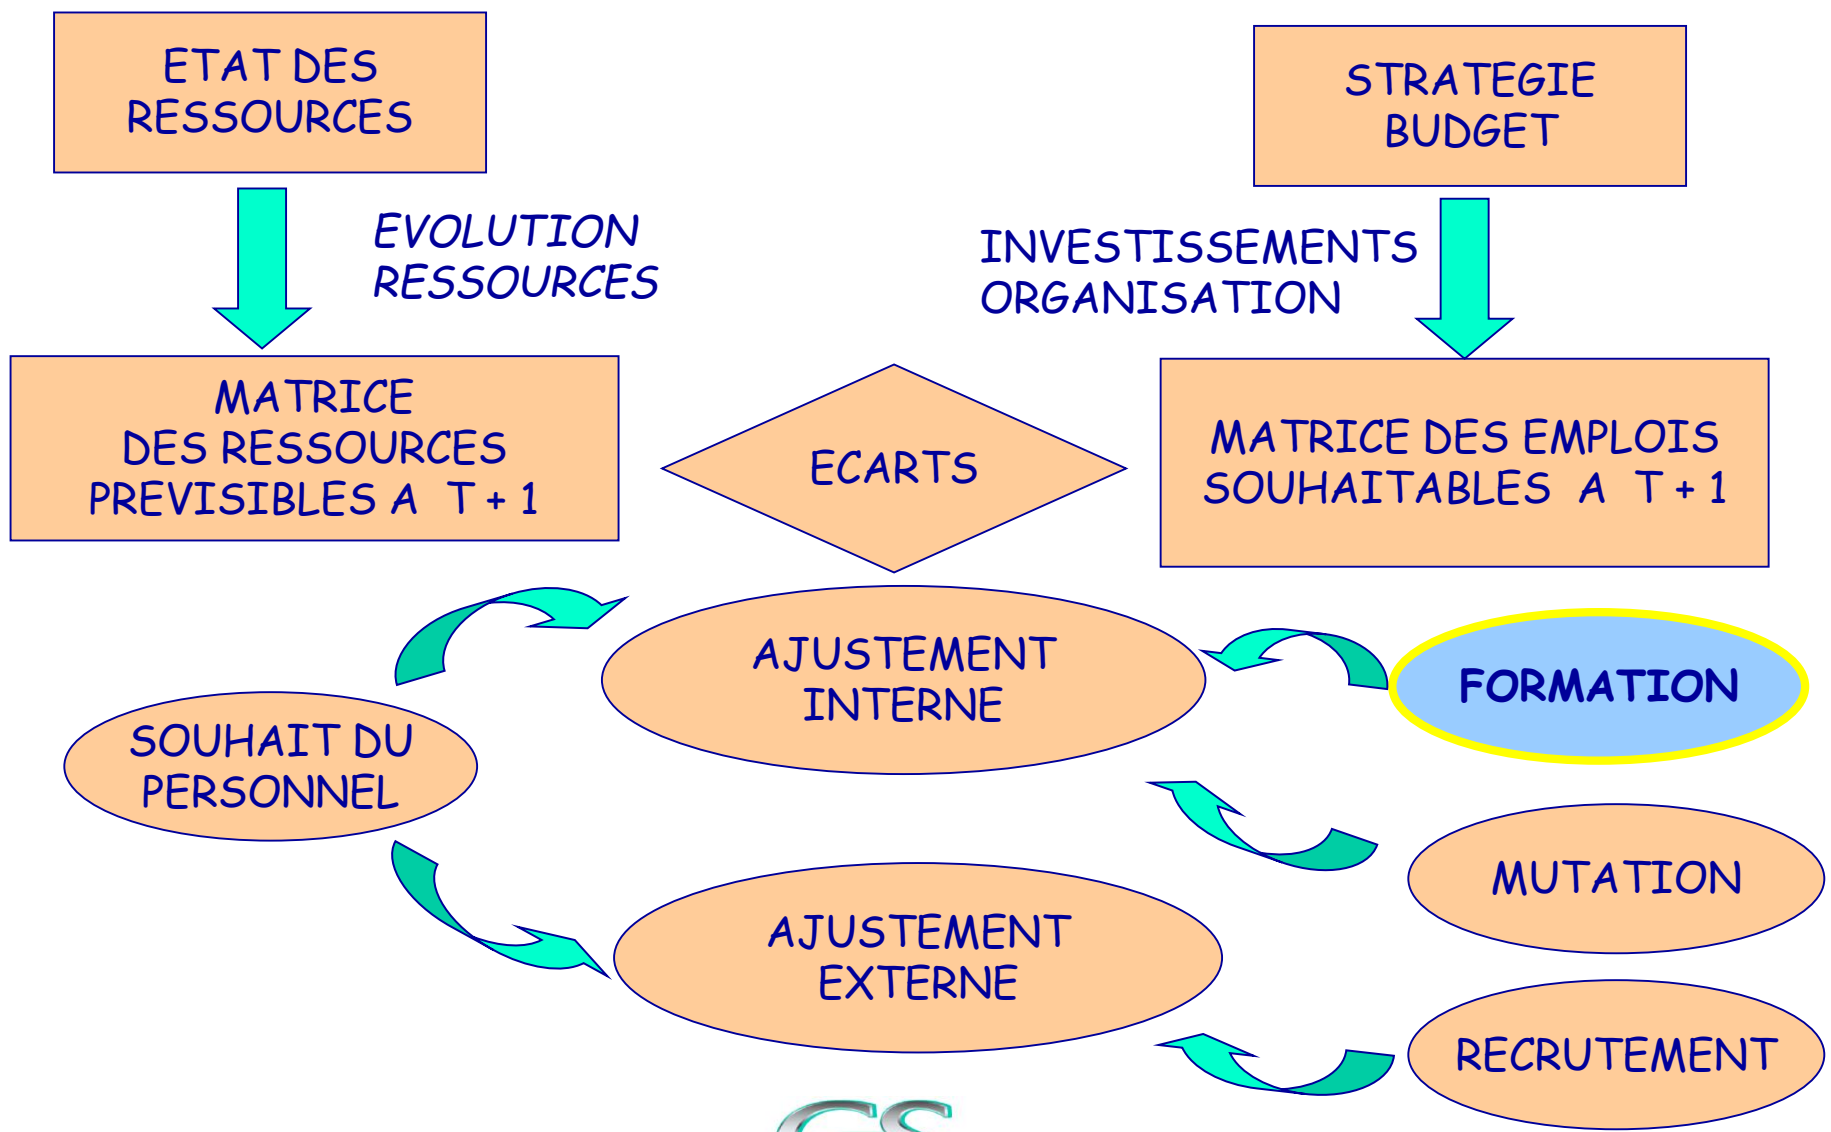 ETAT DES
RESSOURCES
STRATEGIE
BUDGET
EVOLUTION
RESSOURCES
INVESTISSEMENTS
ORGANISATION
MATRICE
DES RESSOURCES
PREVISIBLES A T + 1
ECARTS
MATRICE DES EMPLOIS
SOUHAITABLES A T + 1
AJUSTEMENT
INTERNE
FORMATION
SOUHAIT DU
PERSONNEL
MUTATION
AJUSTEMENT
EXTERNE
RECRUTEMENT